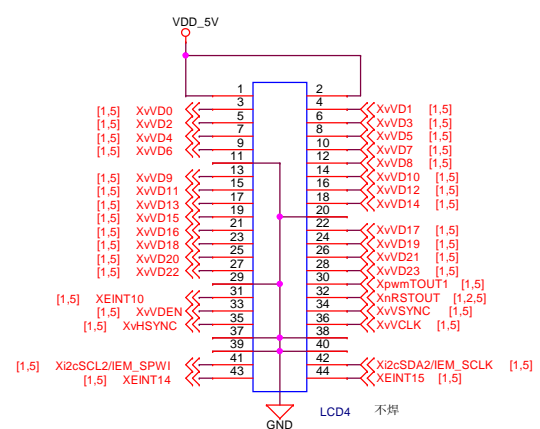 VDD_5V
1 2
[1,5] XvVD0 3 4 XvVD1 [1,5]
[1,5] XvVD2 5 6 XvVD3 [1,5]
[1,5] XvVD4 7 8 XvVD5 [1,5]
[1,5] XvVD6 9 10 XvVD7 [1,5]
11 12 XvVD8 [1,5]
[1,5] XvVD9 13 14 XvVD10 [1,5]
[1,5] XvVD11 15 16 XvVD12 [1,5]
[1,5] XvVD13 17 18 XvVD14 [1,5]
[1,5] XvVD15 19 20
[1,5] XvVD16 21 22 XvVD17 [1,5]
[1,5] XvVD18 23 24 XvVD19 [1,5]
[1,5] XvVD20 25 26 XvVD21 [1,5]
[1,5] XvVD22 27 28 XvVD23 [1,5]
29 30 XpwmTOUT1 [1,5]
[1,5] XEINT10 31 32 XnRSTOUT [1,2,5]
[1,5] XvVDEN 33 34 XvVSYNC [1,5]
[1,5] XvHSYNC 35 36 XvVCLK [1,5]
37 38
39 40
[1,5] Xi2cSCL2/IEM_SPWI 41 42 Xi2cSDA2/IEM_SCLK [1,5]
[1,5] XEINT14 43 44 XEINT15 [1,5]
LCD4 不焊
GND